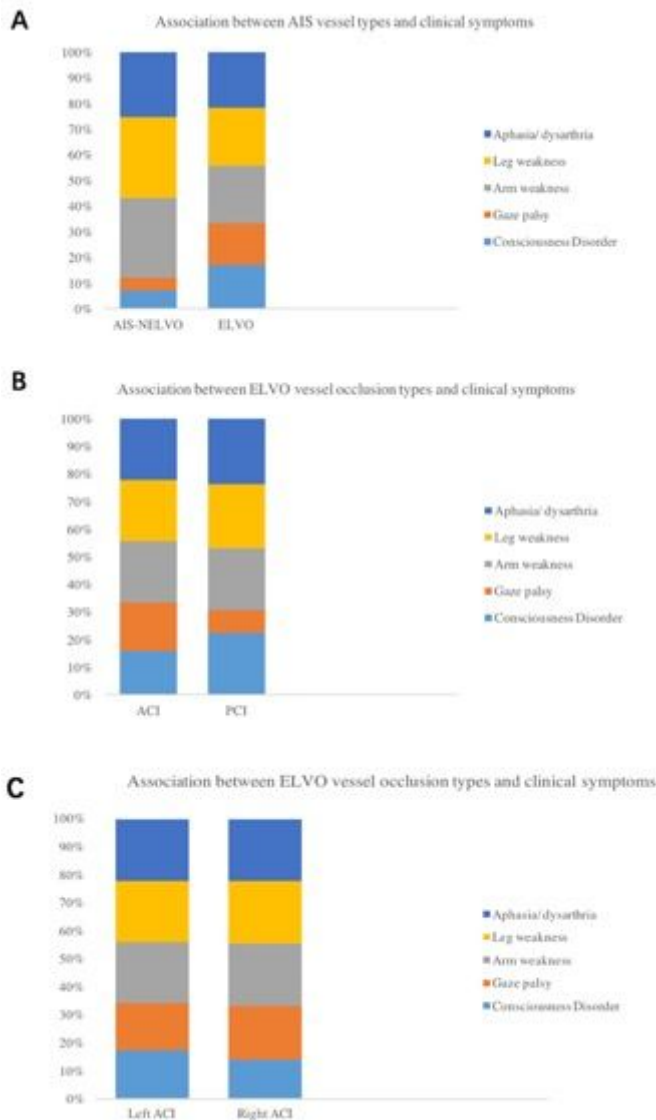 A
Association between AIS vessel types and clinical symptoms
100%
90%
80%
70%
60%
50%
40%
30%
20%
10%
0%
AIS-NELVO
ELVO
Aphasia/ dysarthria
Leg weakness
Arm weakness
Gaze palsy
Consciousness Disorder
B
Association between ELVO vessel occlusion types and clinical symptoms
100%
90%
80%
70%
60%
50%
40%
30%
20%
10%
0%
ACI
PCI
Aphasia/ dysarthria
Leg weakness
Arm weakness
Gaze palsy
Consciousness Disorder
C
Association between ELVO vessel occlusion types and clinical symptoms
100%
90%
80%
70%
60%
50%
40%
30%
20%
10%
0%
Left ACI
Right ACI
Aphasia/ dysarthria
Leg weakness
Arm weakness
Gaze palsy
Consciousness Disorder